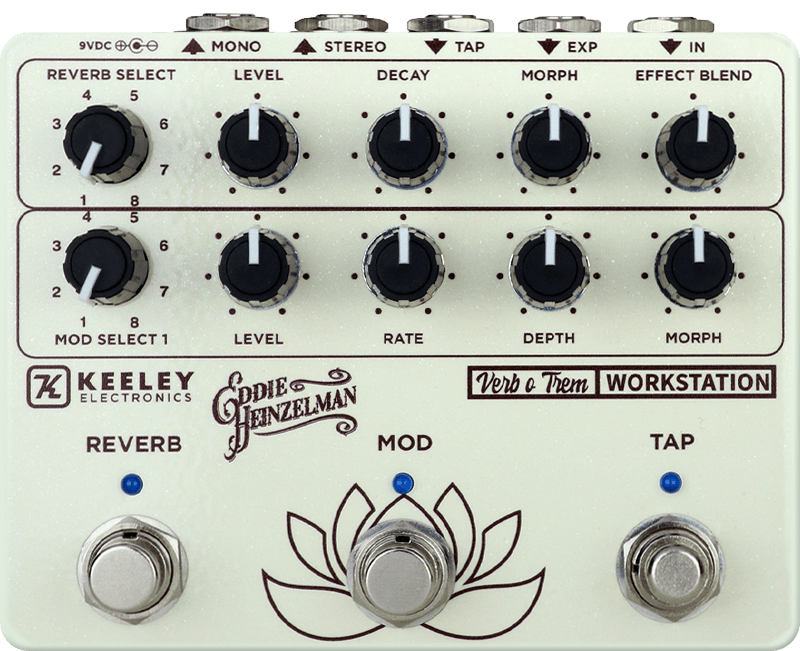 9VDC MONO STEREO TAP EXP IN
REVERB SELECT LEVEL DECAY MORPH EFFECT BLEND
4 5
3 6
2 7
1 8
4 5
3 6
2 7
1 8
MOD SELECT 1 LEVEL RATE DEPTH MORPH
KEELEY
ELECTRONICS
EDDIE
HEINZELMAN
Verb o Trem WORKSTATION
REVERB MOD TAP